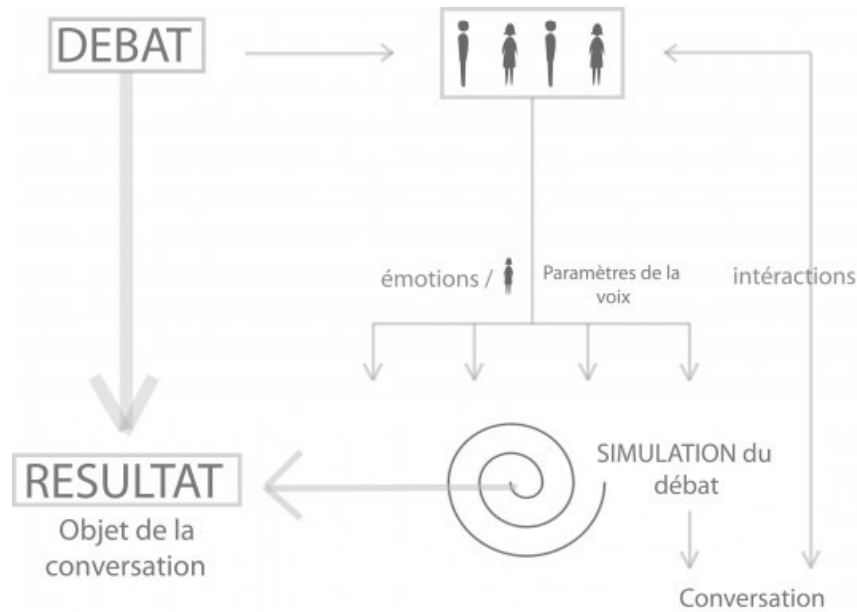 DEBAT
émotions /
Paramètres de la
voix
intéractions
SIMULATION du
débat
RESULTAT
Objet de la
conversation
Conversation